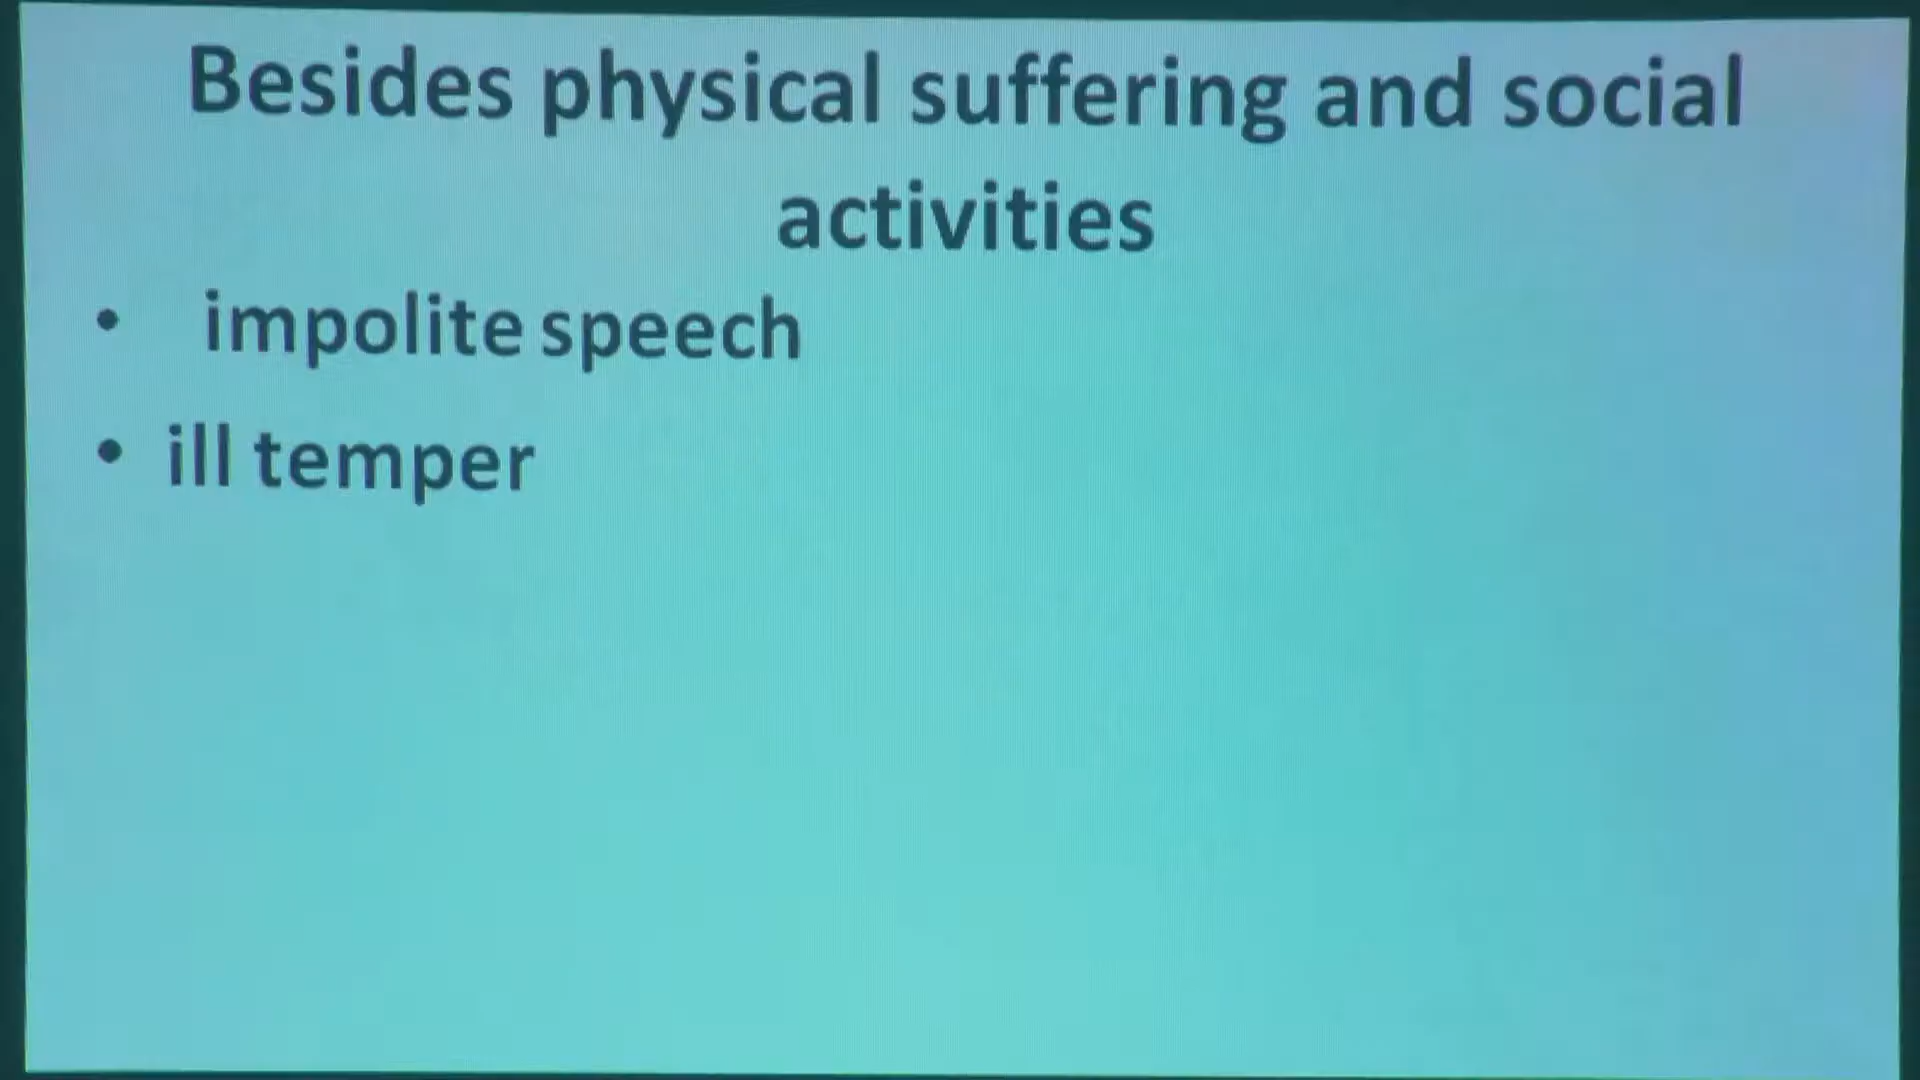 Besides physical suffering and social
activities
• impolite speech
• ill temper